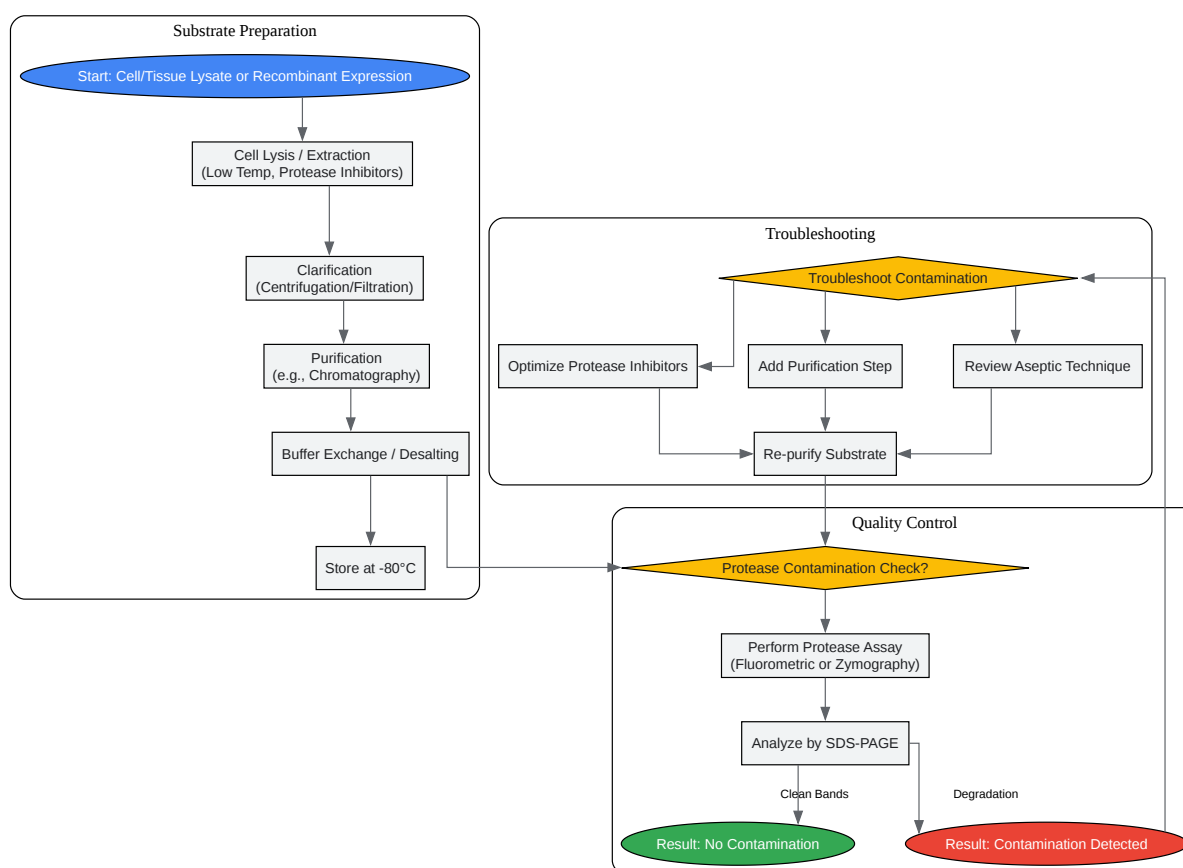 Substrate Preparation
Start: Cell/Tissue Lysate or Recombinant Expression
Cell Lysis / Extraction
(Low Temp, Protease Inhibitors)
Clarification
(Centrifugation/Filtration)
Purification
(e.g., Chromatography)
Buffer Exchange / Desalting
Store at -80°C
Troubleshooting
Troubleshoot Contamination
Optimize Protease Inhibitors
Add Purification Step
Review Aseptic Technique
Re-purify Substrate
Quality Control
Protease Contamination Check?
Perform Protease Assay
(Fluorometric or Zymography)
Analyze by SDS-PAGE
Clean Bands
Degradation
Result: No Contamination
Result: Contamination Detected